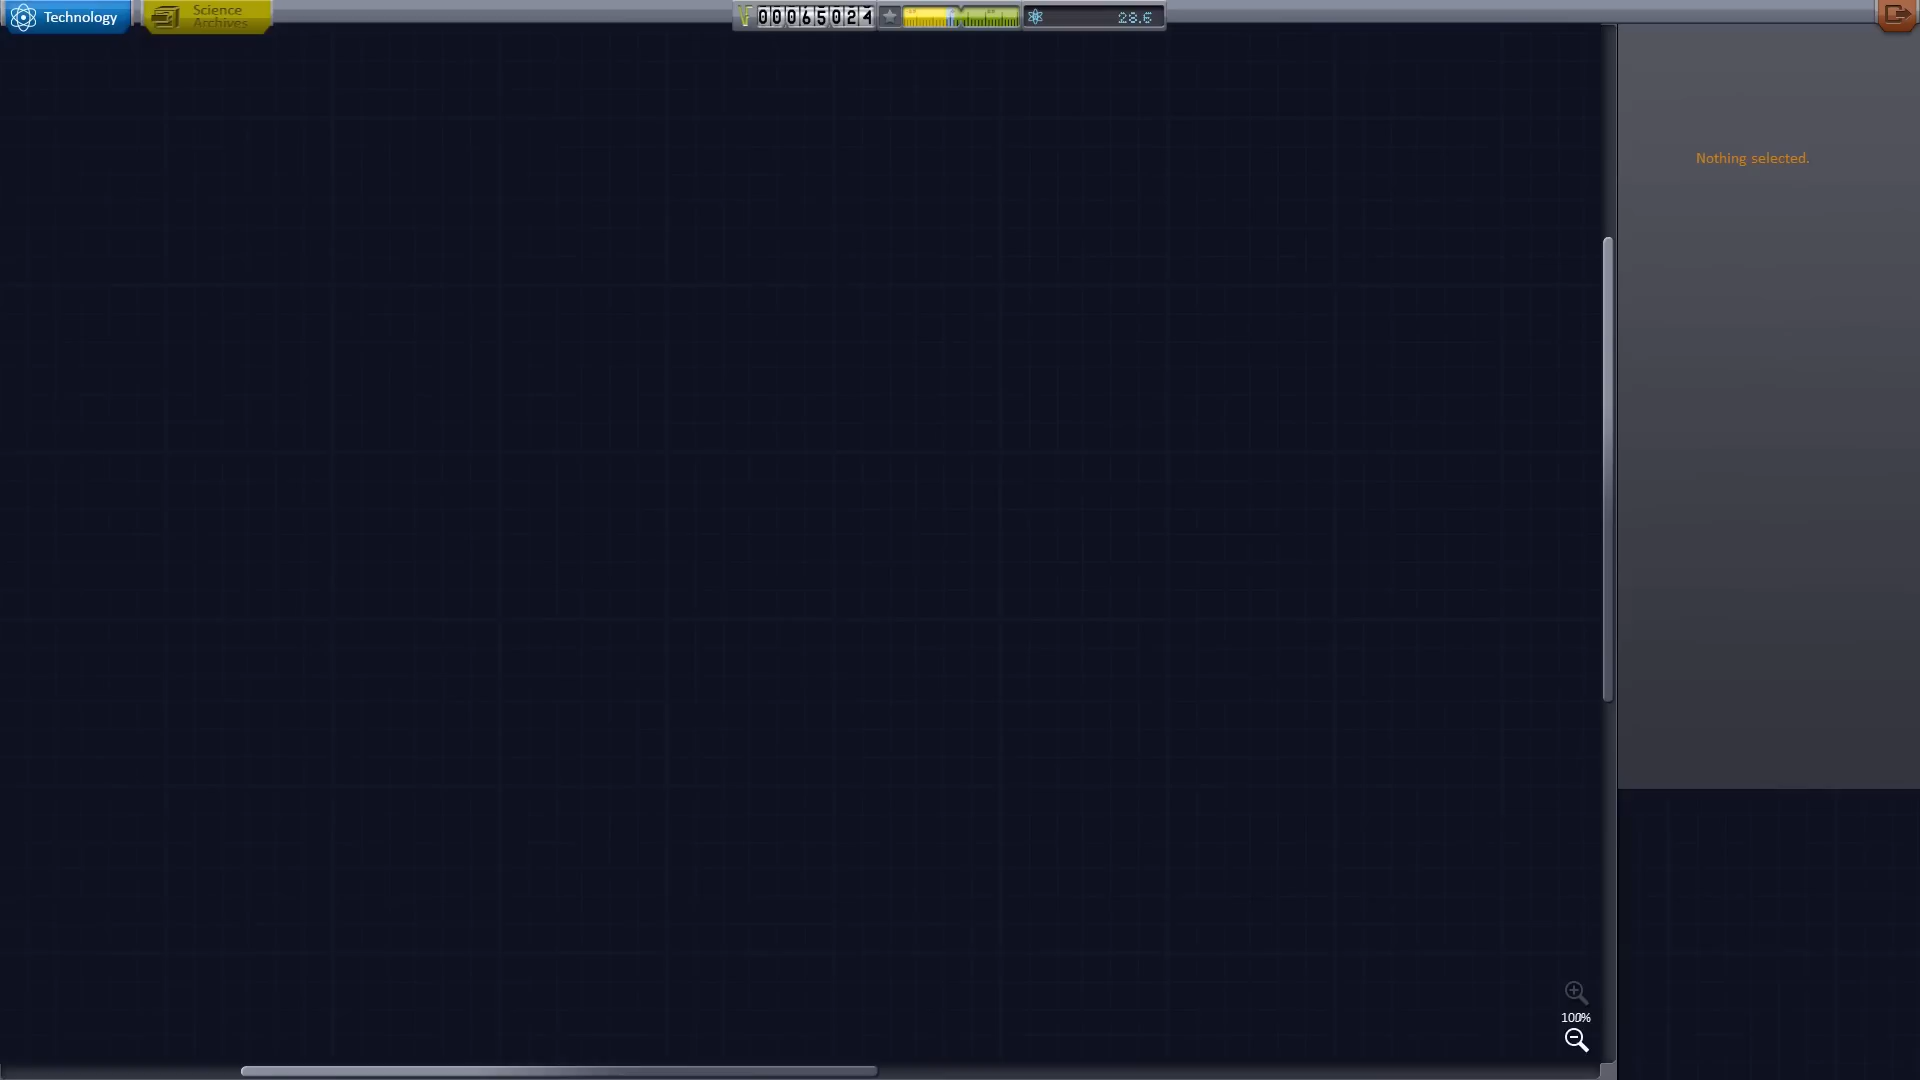 Technology
Science
Archives
00065024
28.6
Nothing selected.
100%